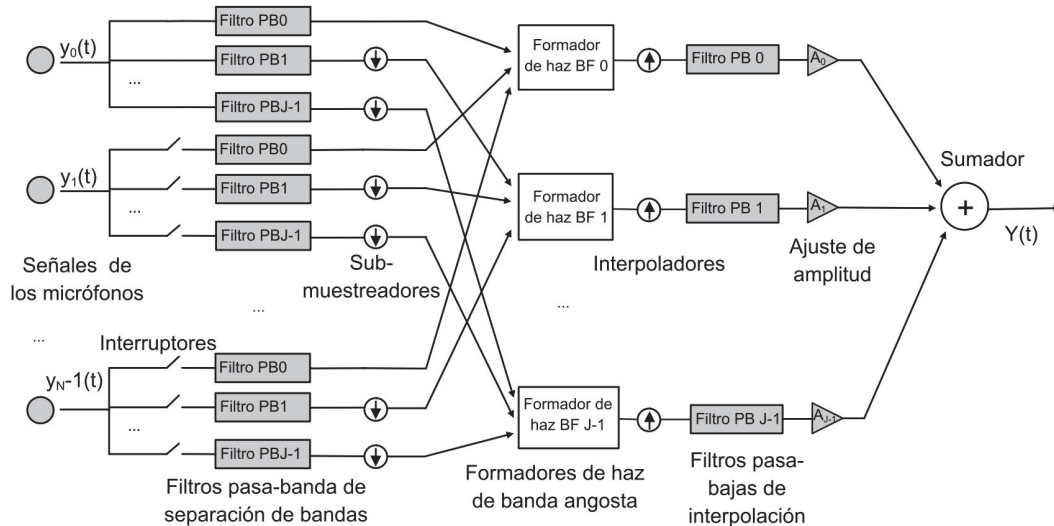 y₀(t)
Filtro PB0
Filtro PB1
...
Filtro PBJ-1
y₁(t)
Filtro PB0
Filtro PB1
...
Filtro PBJ-1
Señales de
los micrófonos
...
...
Interruptores
yN-1(t)
Filtro PB0
Filtro PB1
...
Filtro PBJ-1
Filtros pasa-banda de
separación de bandas
Sub-
muestreadores
Formador
de haz BF 0
Formador
de haz BF 1
...
Formador de
haz BF J-1
Formadores de haz
de banda angosta
Interpoladores
Filtro PB 0
Filtro PB 1
Filtro PB J-1
Filtros pasa-
bajas de
interpolación
A₀
A₁
Ajuste de
amplitud
AJ-1
Sumador
+
Y(t)